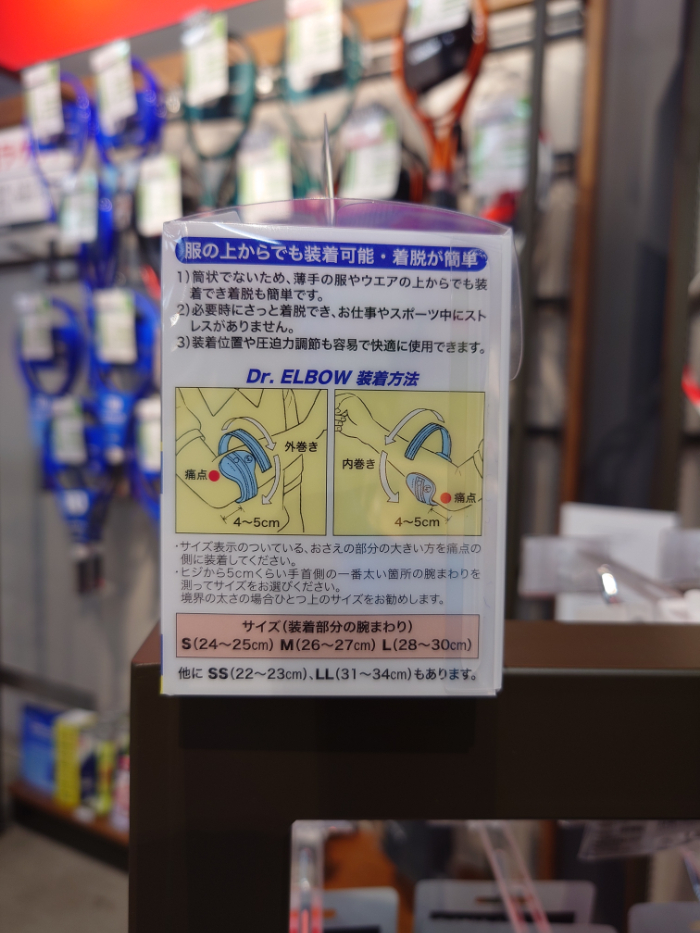 服の上からでも装着可能・着脱が簡単
1)筒状でないため、薄手の服やウエアの上からでも装
着でき着脱も簡単です。
2)必要時にさっと着脱でき、お仕事やスポーツ中にスト
レスがありません。
3)装着位置や圧迫力調節も容易で快適に使用できます。
Dr. ELBOW 装着方法
外巻き
痛点
4〜5cm
内巻き
痛点
4〜5cm
・サイズ表示のついている、おさえの部分の大きい方を痛点の
側に装着してください。
・ヒジから5cmくらい手首側の一番太い箇所の腕まわりを
測ってサイズをお選びください。
境界の太さの場合ひとつ上のサイズをお勧めします。
サイズ(装着部分の腕まわり)
S(24〜25cm) M(26〜27cm) L(28〜30cm)
他に SS(22〜23cm)、LL(31〜34cm)もあります。